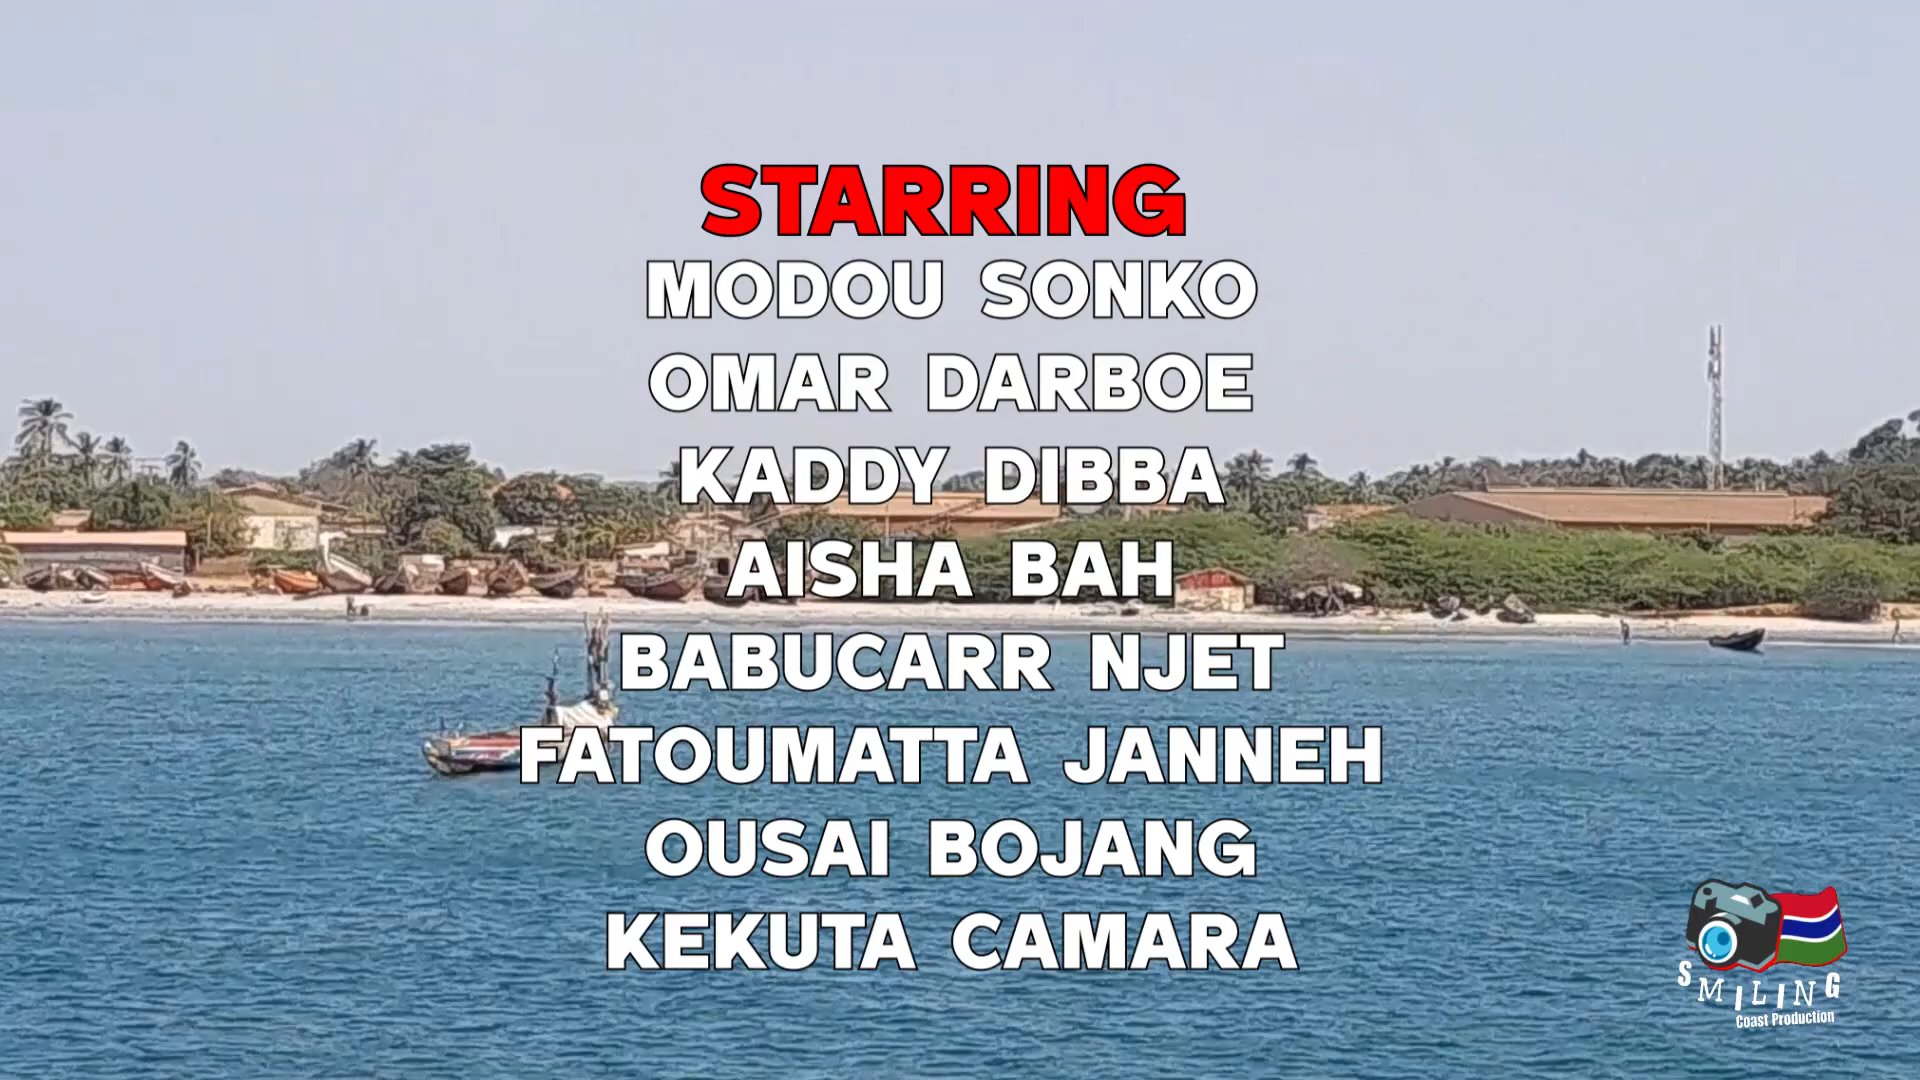 STARRING
MODOU SONKO
OMAR DARBOE
KADDY DIBBA
AISHA BAH
BABUCARR NJET
FATOUMATTA JANNEH
OUSAI BOJANG
KEKUTA CAMARA
SMILING
Coast Production